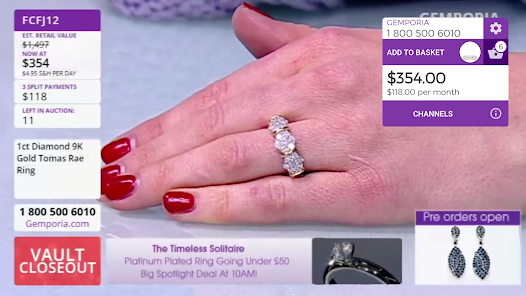 FCFJ12
EST. RETAIL VALUE
$1,497
NOW AT
$354
$4.95 S&H PER DAY
3 SPLIT PAYMENTS
$118
LEFT IN AUCTION:
11
1ct Diamond 9K
Gold Tomas Rae
Ring
1 800 500 6010
Gemporia.com
VAULT
CLOSEOUT
The Timeless Solitaire
Platinum Plated Ring Going Under £50
Big Spotlight Deal At 10AM!
GEMPORIA
GEMPORIA
1 800 500 6010
ADD TO BASKET
6
$354.00
$118.00 per month
CHANNELS
Pre orders open